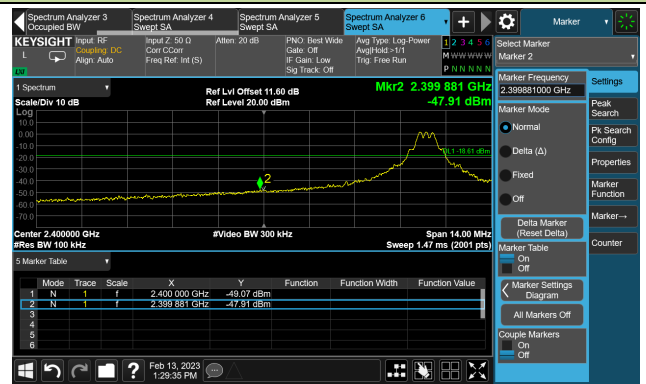 Spectrum Analyzer 3
Occupied BW
Spectrum Analyzer 4
Swept SA
Spectrum Analyzer 5
Swept SA
Spectrum Analyzer 6
Swept SA
Marker
KEYSIGHT
L
Input: RF
Coupling: DC
Align: Auto
Input Z: 50 Ω
Corr CCorr
Freq Ref: Int (S)
Atten: 20 dB
PNO: Best Wide
Gate: Off
IF Gain: Low
Sig Track: Off
Avg Type: Log-Power
Avg|Hold:>1/1
Trig: Free Run
1 2 3 4 5 6
M W W W W W
P N N N N N
Select Marker
Marker 2
1 Spectrum
Scale/Div 10 dB
Ref Lvl Offset 11.60 dB
Ref Level 20.00 dBm
Mkr2 2.399 881 GHz
-47.91 dBm
Log
10.0
0.00
-10.0
-20.0
-30.0
-40.0
-50.0
-60.0
-70.0
DL1 -18.61 dBm
2
Center 2.400000 GHz
#Res BW 100 kHz
#Video BW 300 kHz
Span 14.00 MHz
Sweep 1.47 ms (2001 pts)
5 Marker Table
Mode Trace Scale X Y Function Function Width Function Value
1 N 1 f 2.400 000 GHz -49.07 dBm
2 N 1 f 2.399 881 GHz -47.91 dBm
3
4
5
6
Marker Frequency
2.399881000 GHz
Marker Mode
Normal
Delta (Δ)
Fixed
Off
Delta Marker
(Reset Delta)
Marker Table
On
Off
Marker Settings
Diagram
All Markers Off
Couple Markers
On
Off
Settings
Peak
Search
Pk Search
Config
Properties
Marker
Function
Marker→
Counter
?
Feb 13, 2023
1:29:35 PM